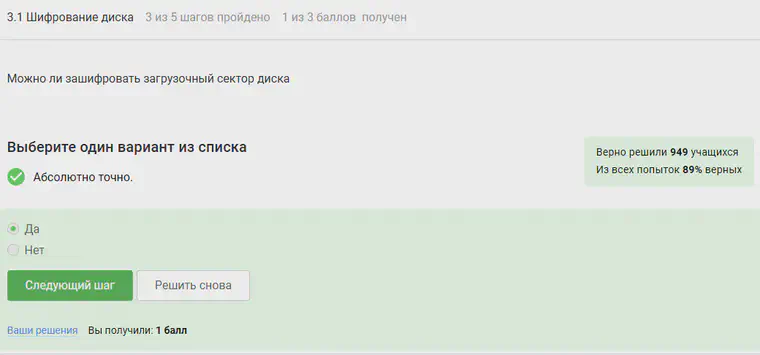 3.1 Шифрование диска 3 из 5 шагов пройдено 1 из 3 баллов получен
Можно ли зашифровать загрузочный сектор диска
Выберите один вариант из списка
Верно решили 949 учащихся
Из всех попыток 89% верных
Абсолютно точно.
Да
Нет
Следующий шаг Решить снова
Ваши решения Вы получили: 1 балл